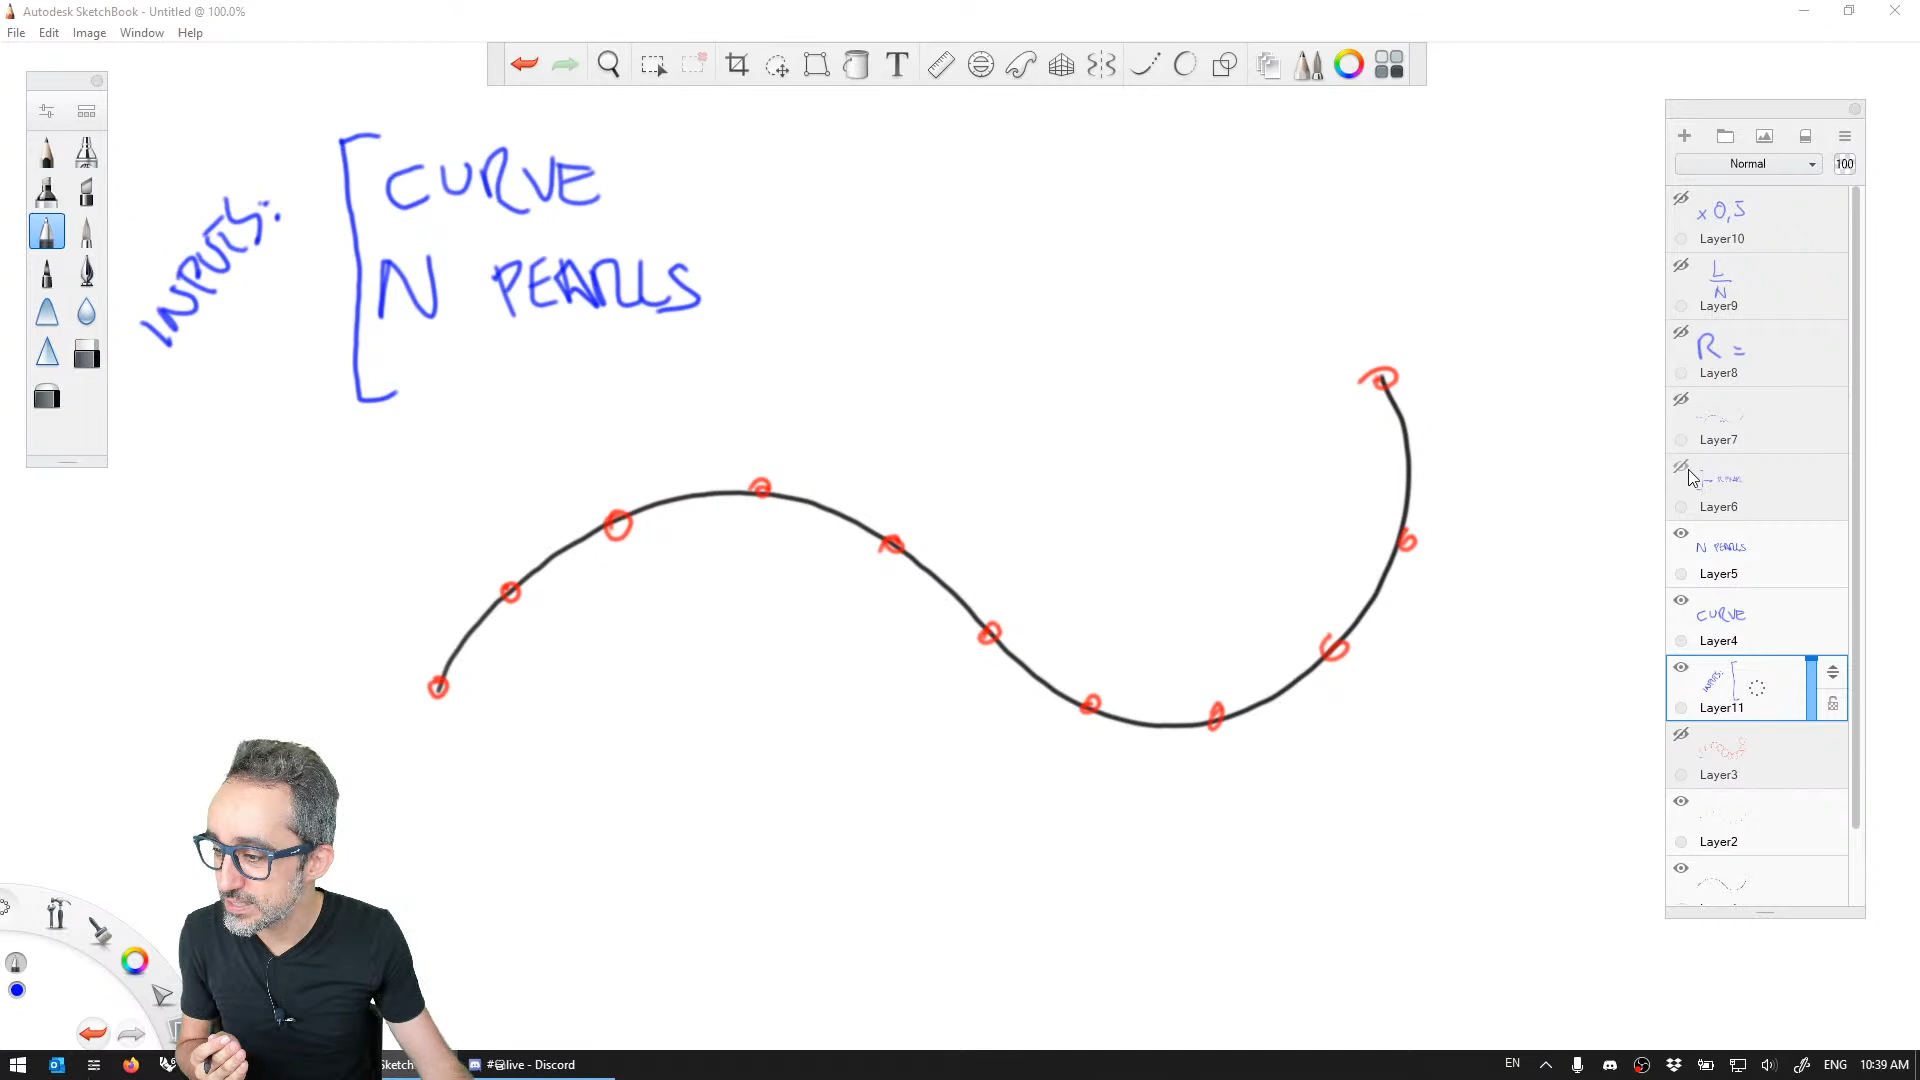 Autodesk SketchBook - Untitled @ 100.0%
File Edit Image Window Help
T
INPUTS:
CURVE
N PEARLS
Normal
100
x 0,5
Layer10
L
N
Layer9
R =
Layer8
Layer7
Layer6
N PEARLS
Layer5
CURVE
Layer4
INPUTS:
Layer11
Layer3
Layer2
Sketch
#live - Discord
EN
ENG
10:39 AM